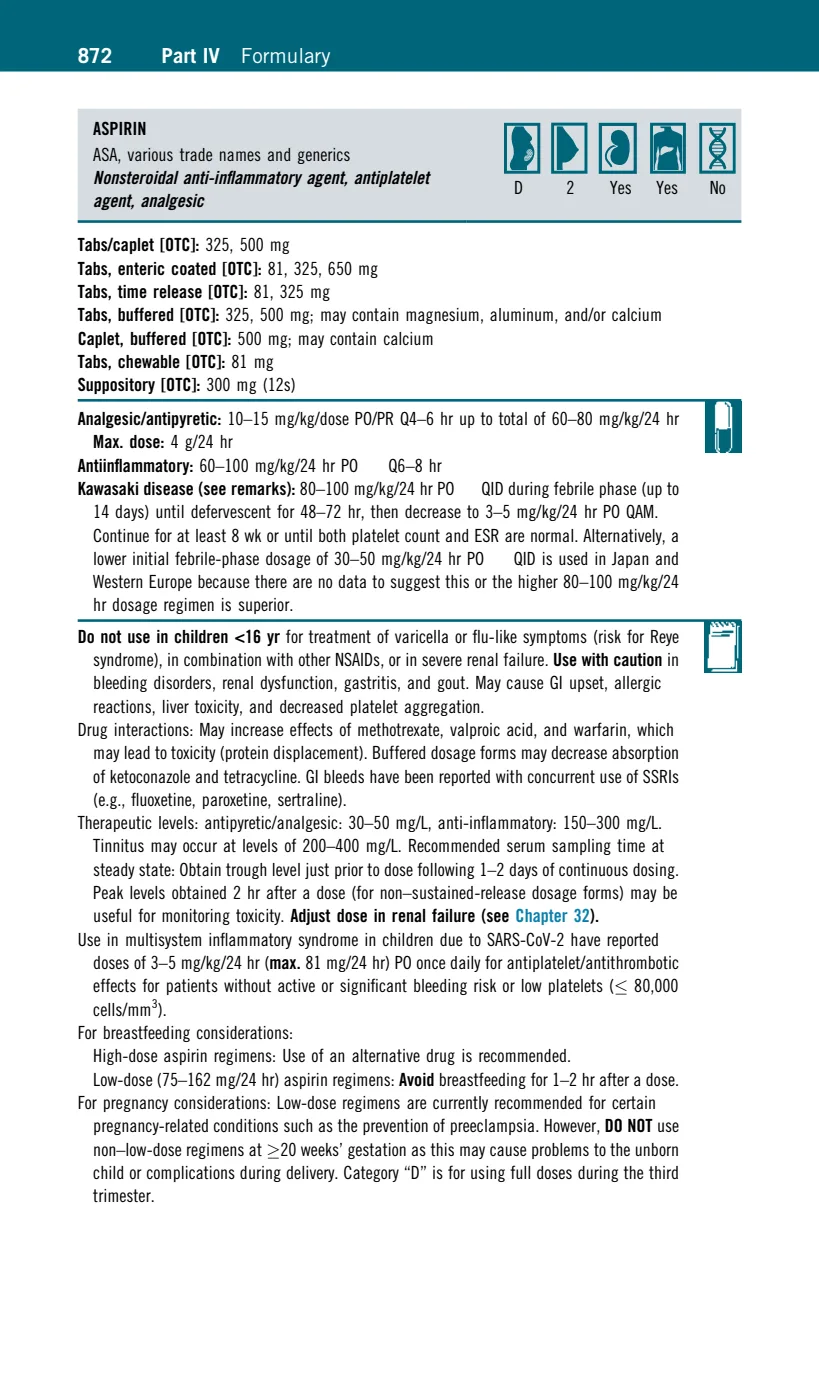 872 Part IV Formulary
ASPIRIN
ASA, various trade names and generics
Nonsteroidal anti-inflammatory agent, antiplatelet
agent, analgesic
D 2 Yes Yes No
Tabs/caplet [OTC]: 325, 500 mg
Tabs, enteric coated [OTC]: 81, 325, 650 mg
Tabs, time release [OTC]: 81, 325 mg
Tabs, buffered [OTC]: 325, 500 mg; may contain magnesium, aluminum, and/or calcium
Caplet, buffered [OTC]: 500 mg; may contain calcium
Tabs, chewable [OTC]: 81 mg
Suppository [OTC]: 300 mg (12s)
Analgesic/antipyretic: 10–15 mg/kg/dose PO/PR Q4–6 hr up to total of 60–80 mg/kg/24 hr
Max. dose: 4 g/24 hr
Antiinflammatory: 60–100 mg/kg/24 hr PO Q6–8 hr
Kawasaki disease (see remarks): 80–100 mg/kg/24 hr PO QID during febrile phase (up to
14 days) until defervescent for 48–72 hr, then decrease to 3–5 mg/kg/24 hr PO QAM.
Continue for at least 8 wk or until both platelet count and ESR are normal. Alternatively, a
lower initial febrile-phase dosage of 30–50 mg/kg/24 hr PO QID is used in Japan and
Western Europe because there are no data to suggest this or the higher 80–100 mg/kg/24
hr dosage regimen is superior.
Do not use in children <16 yr for treatment of varicella or flu-like symptoms (risk for Reye
syndrome), in combination with other NSAIDs, or in severe renal failure. Use with caution in
bleeding disorders, renal dysfunction, gastritis, and gout. May cause GI upset, allergic
reactions, liver toxicity, and decreased platelet aggregation.
Drug interactions: May increase effects of methotrexate, valproic acid, and warfarin, which
may lead to toxicity (protein displacement). Buffered dosage forms may decrease absorption
of ketoconazole and tetracycline. GI bleeds have been reported with concurrent use of SSRIs
(e.g., fluoxetine, paroxetine, sertraline).
Therapeutic levels: antipyretic/analgesic: 30–50 mg/L, anti-inflammatory: 150–300 mg/L.
Tinnitus may occur at levels of 200–400 mg/L. Recommended serum sampling time at
steady state: Obtain trough level just prior to dose following 1–2 days of continuous dosing.
Peak levels obtained 2 hr after a dose (for non–sustained-release dosage forms) may be
useful for monitoring toxicity. Adjust dose in renal failure (see Chapter 32).
Use in multisystem inflammatory syndrome in children due to SARS-CoV-2 have reported
doses of 3–5 mg/kg/24 hr (max. 81 mg/24 hr) PO once daily for antiplatelet/antithrombotic
effects for patients without active or significant bleeding risk or low platelets (≤ 80,000
cells/mm³).
For breastfeeding considerations:
High-dose aspirin regimens: Use of an alternative drug is recommended.
Low-dose (75–162 mg/24 hr) aspirin regimens: Avoid breastfeeding for 1–2 hr after a dose.
For pregnancy considerations: Low-dose regimens are currently recommended for certain
pregnancy-related conditions such as the prevention of preeclampsia. However, DO NOT use
non–low-dose regimens at ≥20 weeks’ gestation as this may cause problems to the unborn
child or complications during delivery. Category “D” is for using full doses during the third
trimester.